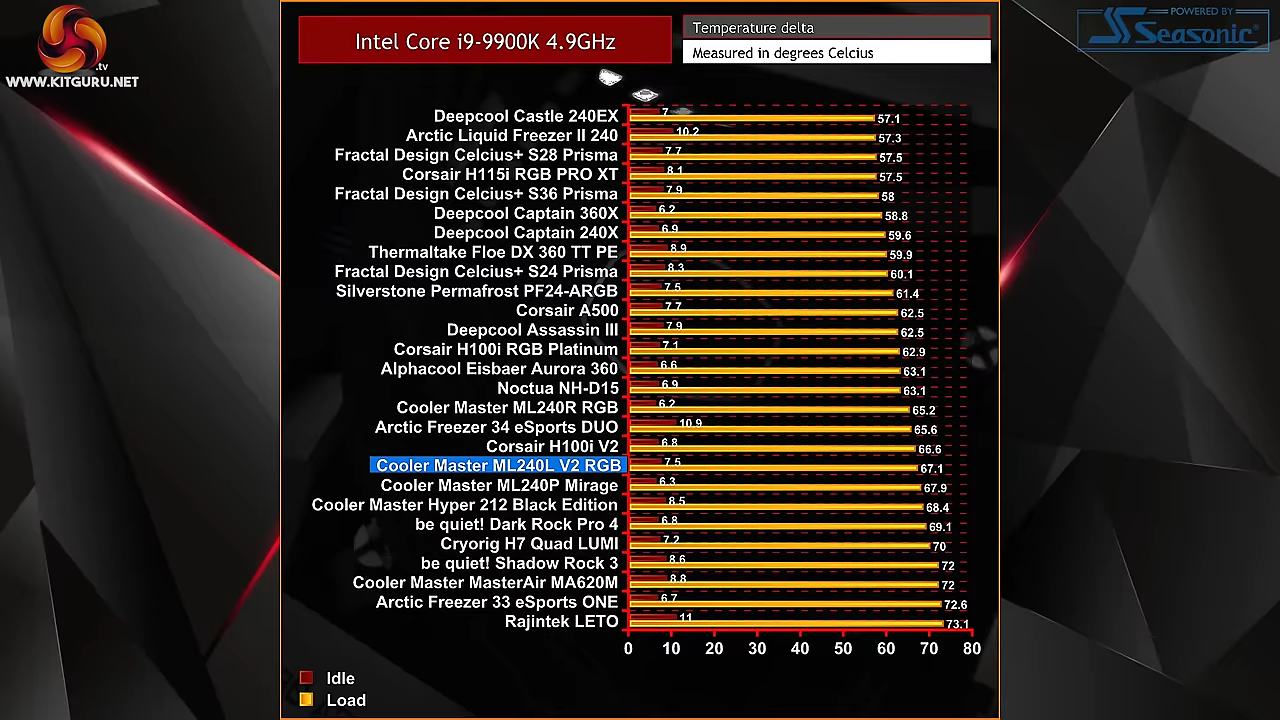 .tv
WWW.KITGURU.NET
Intel Core i9-9900K 4.9GHz
Temperature delta
Measured in degrees Celcius
POWERED BY
Seasonic
Deepcool Castle 240EX 7 57.1
Arctic Liquid Freezer II 240 10.2 57.3
Fractal Design Celcius+ S28 Prisma 7.7 57.5
Corsair H115i RGB PRO XT 8.1 57.5
Fractal Design Celcius+ S36 Prisma 7.9 58
Deepcool Captain 360X 6.2 58.8
Deepcool Captain 240X 6.9 59.6
Thermaltake Floe DX 360 TT PE 8.9 59.9
Fractal Design Celcius+ S24 Prisma 8.3 60.1
Silverstone Permafrost PF24-ARGB 7.5 61.4
Corsair A500 7.7 62.5
Deepcool Assassin III 7.9 62.5
Corsair H100i RGB Platinum 7.1 62.9
Alphacool Eisbaer Aurora 360 6.6 63.1
Noctua NH-D15 6.9 63.1
Cooler Master ML240R RGB 6.2 65.2
Arctic Freezer 34 eSports DUO 10.9 65.6
Corsair H100i V2 6.8 66.6
Cooler Master ML240L V2 RGB 7.5 67.1
Cooler Master ML240P Mirage 6.3 67.9
Cooler Master Hyper 212 Black Edition 8.5 68.4
be quiet! Dark Rock Pro 4 6.8 69.1
Cryorig H7 Quad LUMI 7.2 70
be quiet! Shadow Rock 3 8.6 72
Cooler Master MasterAir MA620M 8.8 72
Arctic Freezer 33 eSports ONE 6.7 72.6
Rajintek LETO 11 73.1
0 10 20 30 40 50 60 70 80
Idle
Load